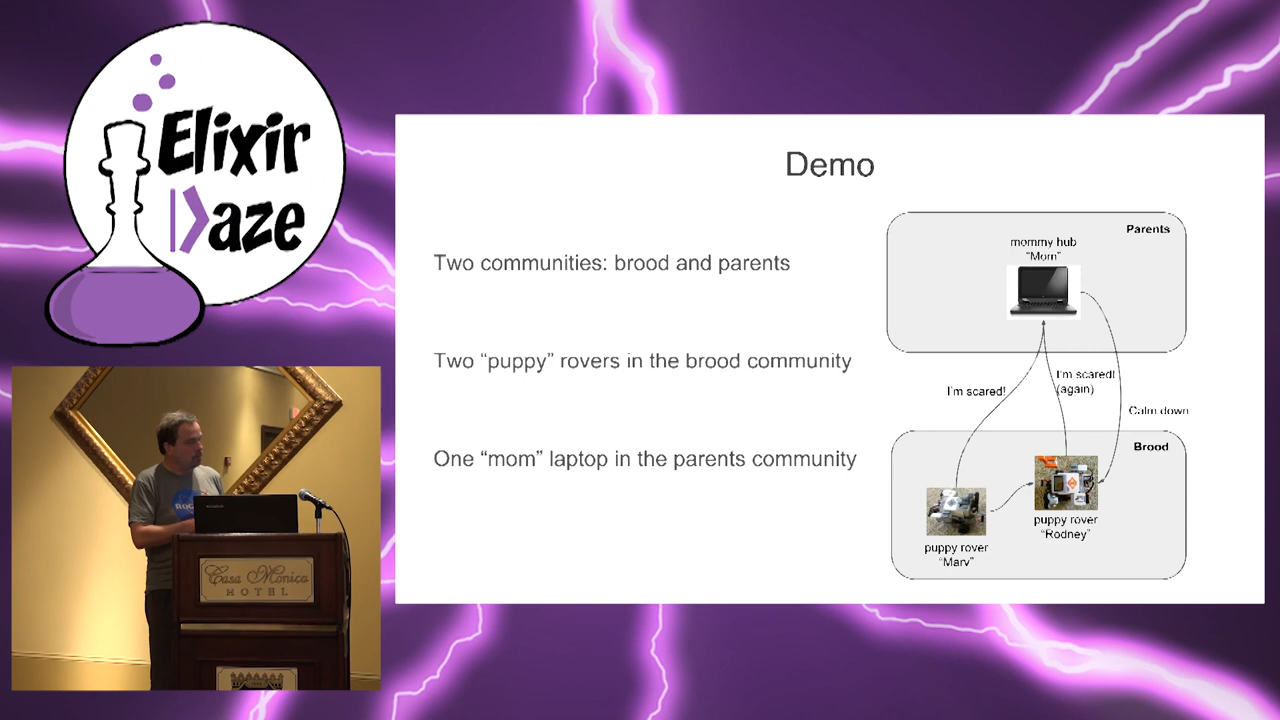 Elixir
Daze
Demo
Two communities: brood and parents
Two “puppy” rovers in the brood community
One “mom” laptop in the parents community
Parents
mommy hub
“Mom”
I'm scared!
I'm scared!
(again)
Calm down
Brood
puppy rover
“Rodney”
puppy rover
“Marv”
Casa Monica
HOTEL